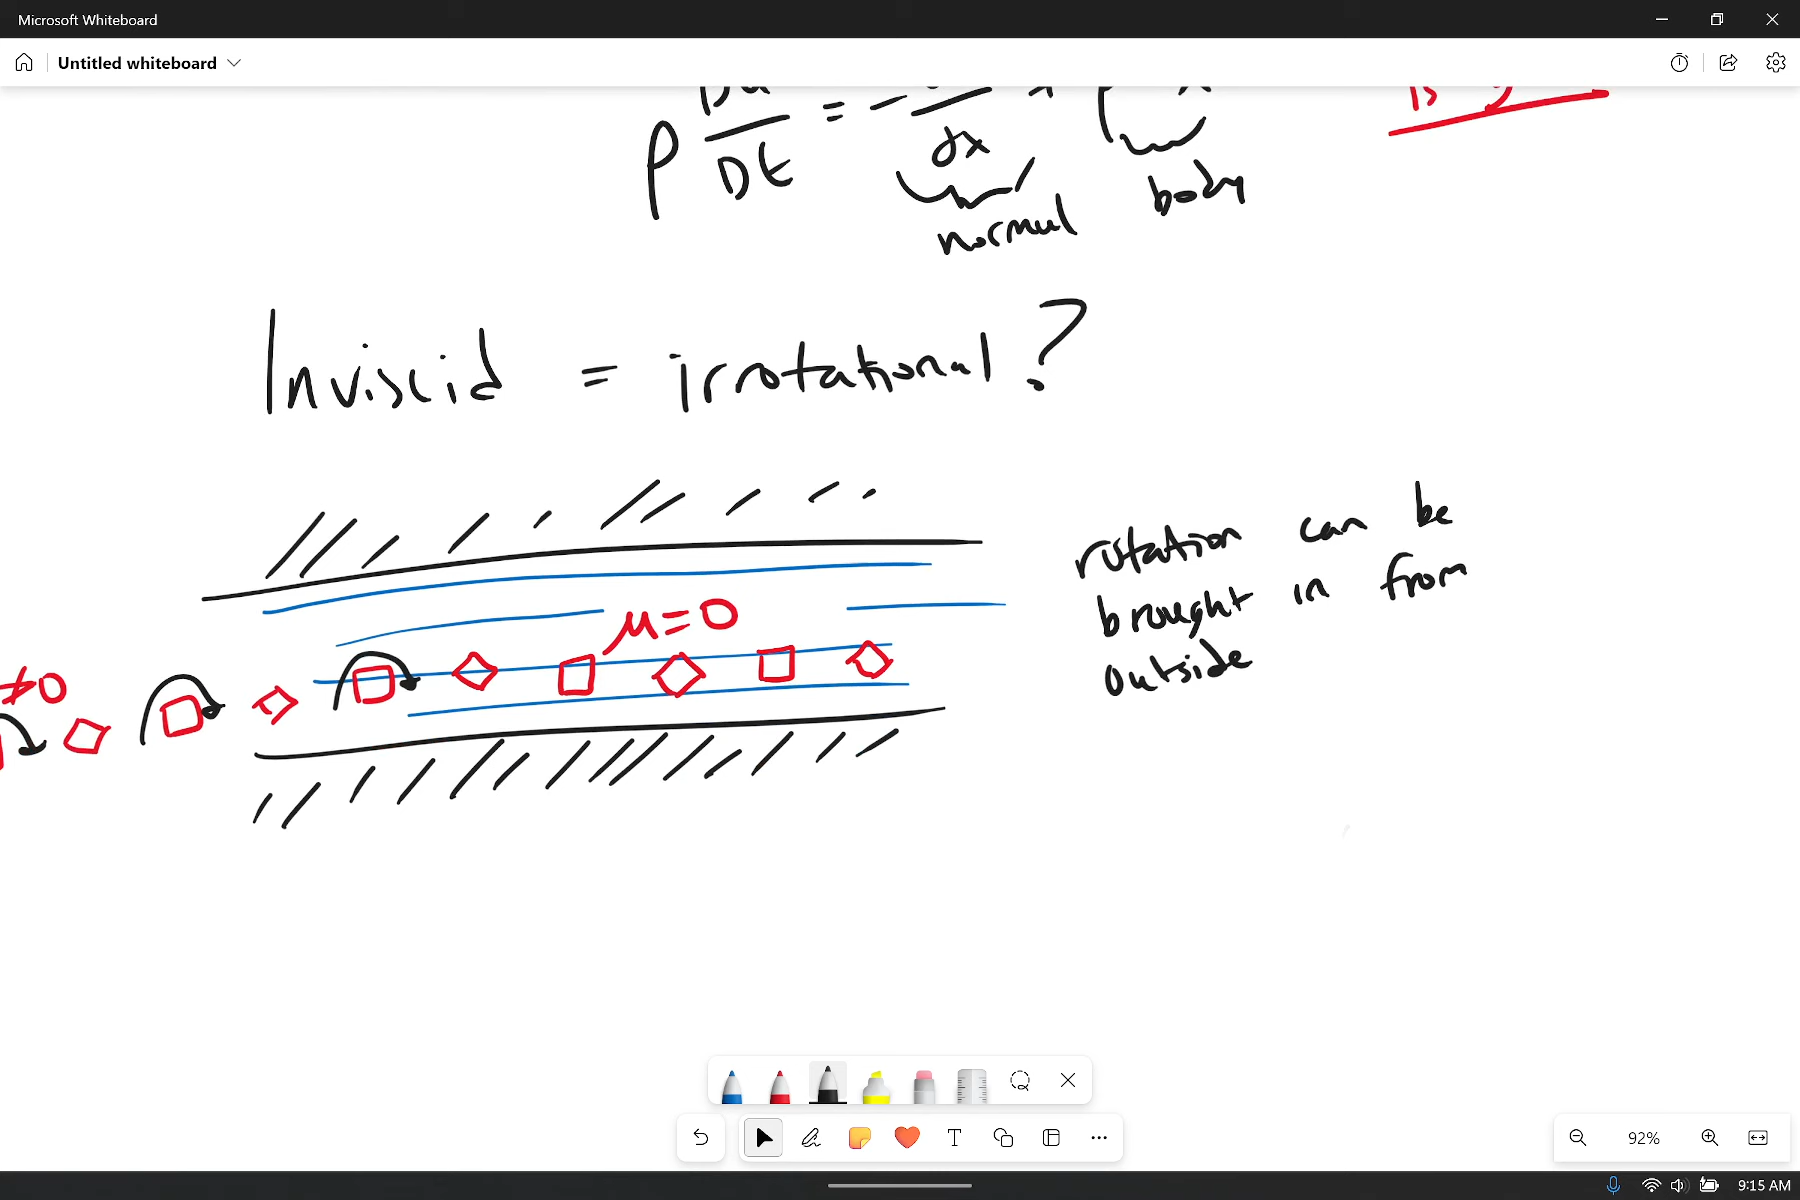 Microsoft Whiteboard
Untitled whiteboard
is
ρ Du/Dt = - /dx + ρ
normal
body
Inviscid = irrotational?
rotation can be
brought in from
outside
μ=0
≠0
T
92%
9:15 AM